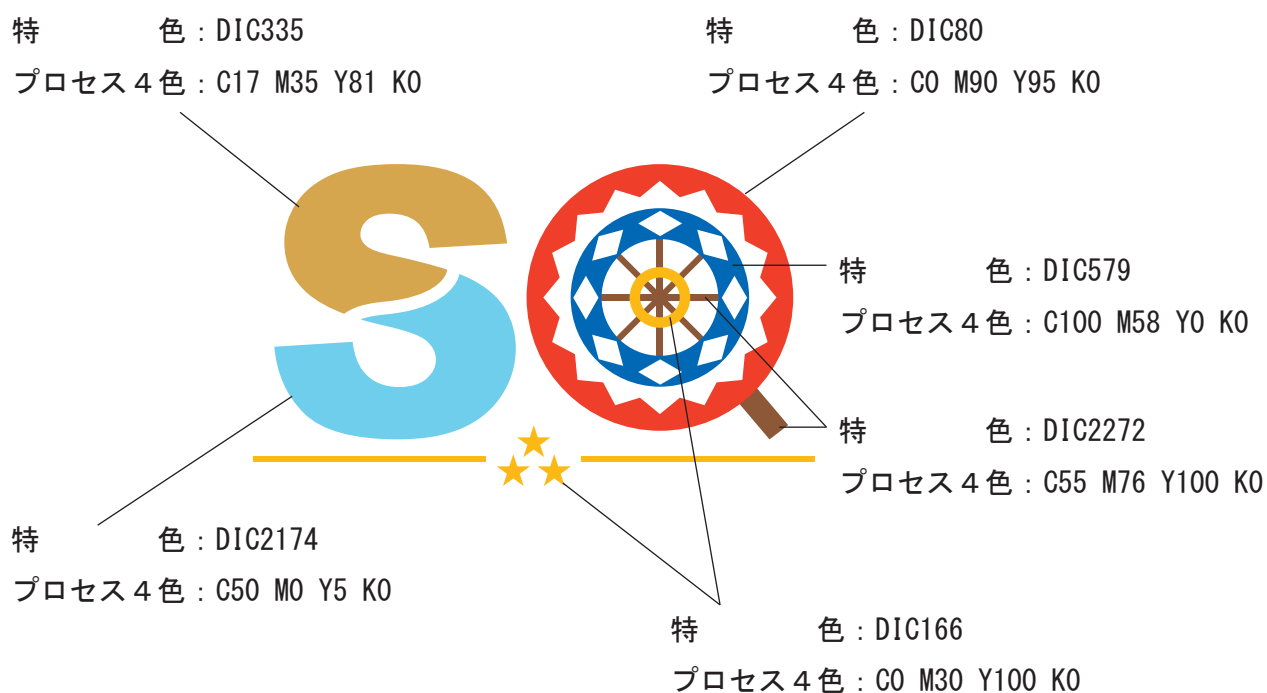 特　　　　色：DIC335
プロセス４色：C17 M35 Y81 K0
特　　　　色：DIC80
プロセス４色：C0 M90 Y95 K0
SO
特　　　　色：DIC579
プロセス４色：C100 M58 Y0 K0
特　　　　色：DIC2272
プロセス４色：C55 M76 Y100 K0
特　　　　色：DIC2174
プロセス４色：C50 M0 Y5 K0
特　　　　色：DIC166
プロセス４色：C0 M30 Y100 K0